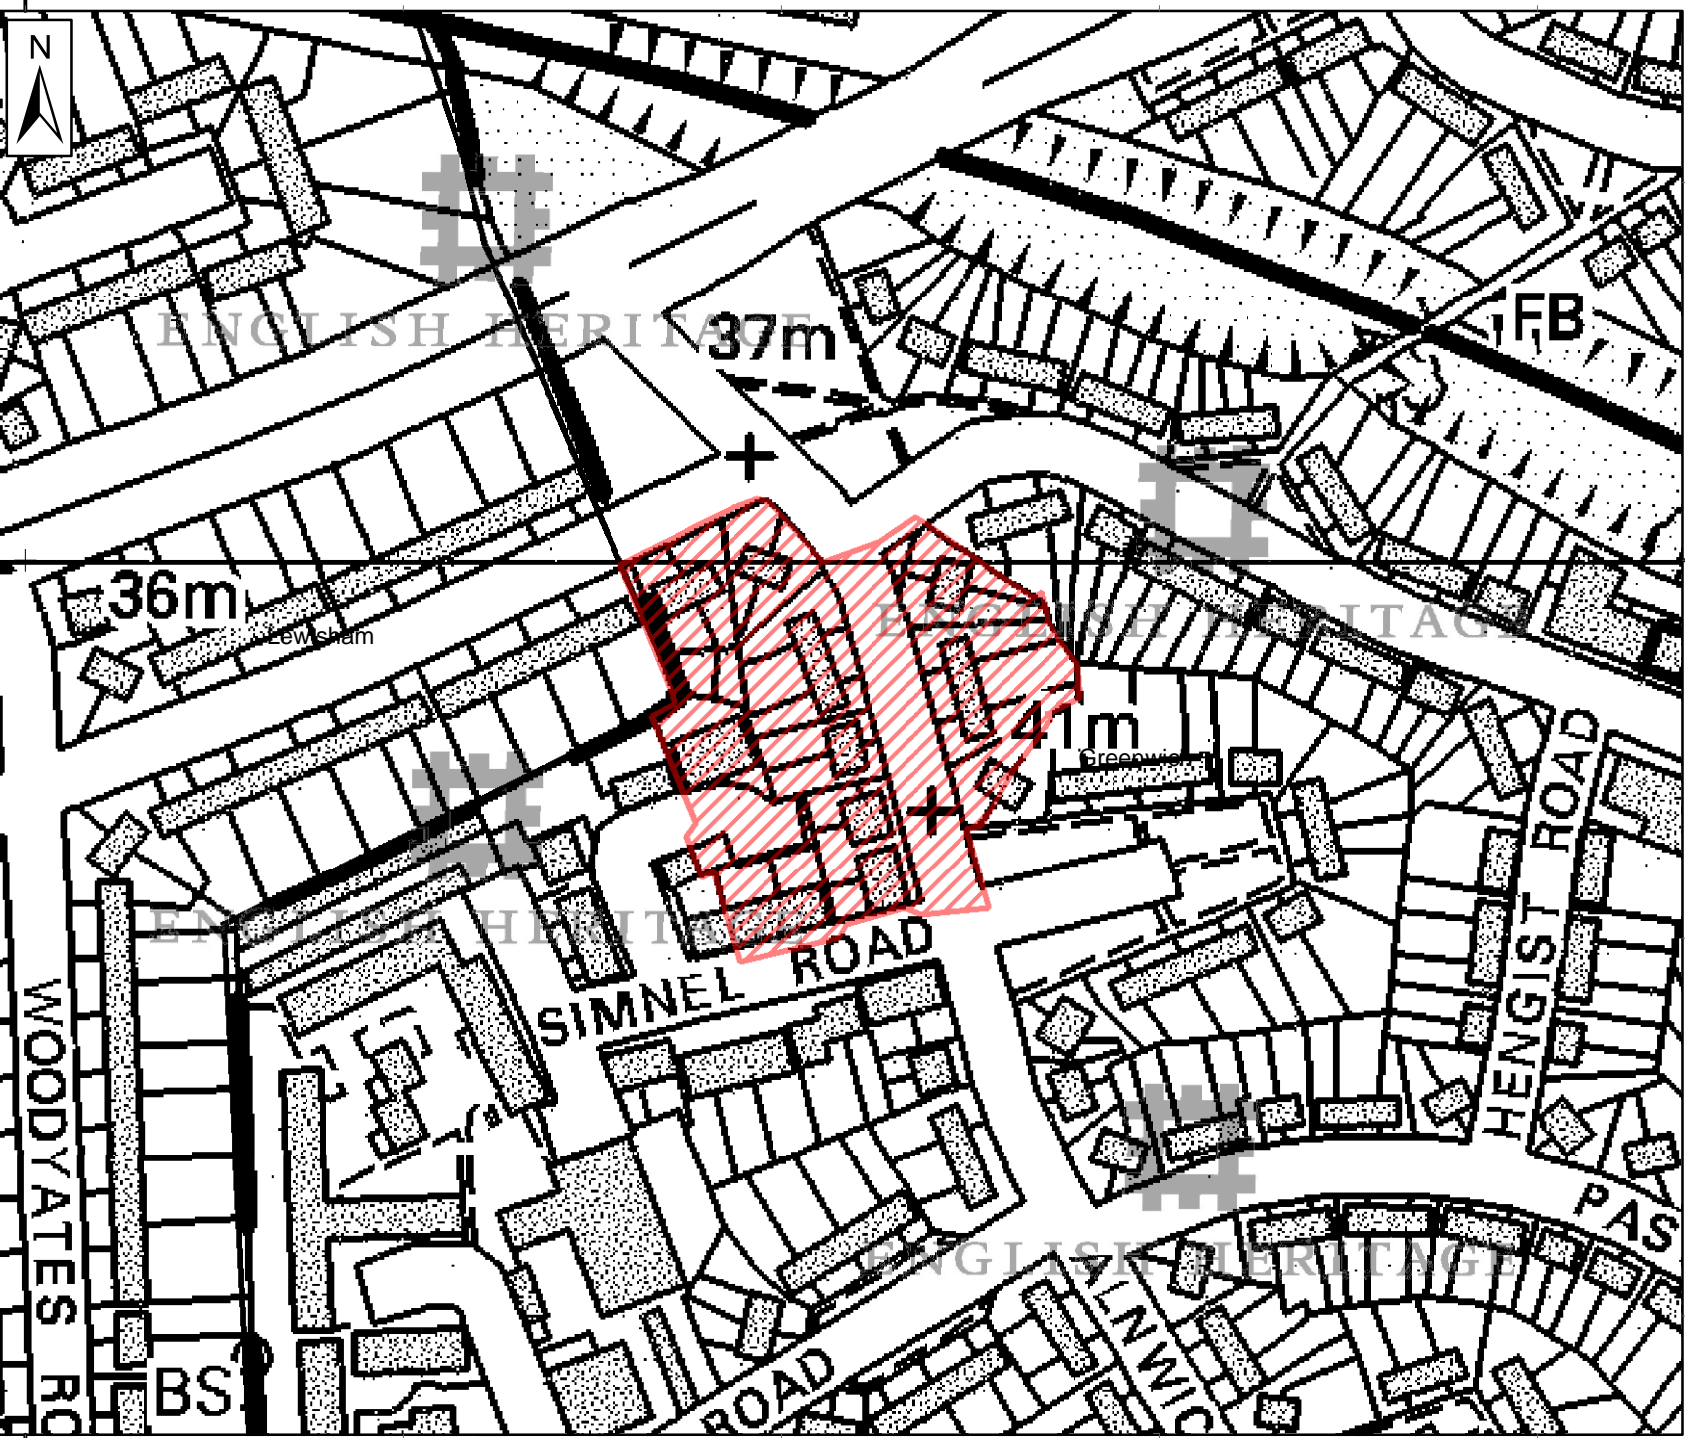 N
ENGLISH HERITAGE
37m
FB
36m
Lewisham
ENGLISH HERITAGE
41m
Greenwich
HENGIST ROAD
ENGLISH HERITAGE
SIMNEL ROAD
WOODYATES RO
PAS
ENGLISH HERITAGE
ALNWIC
ROAD
BS